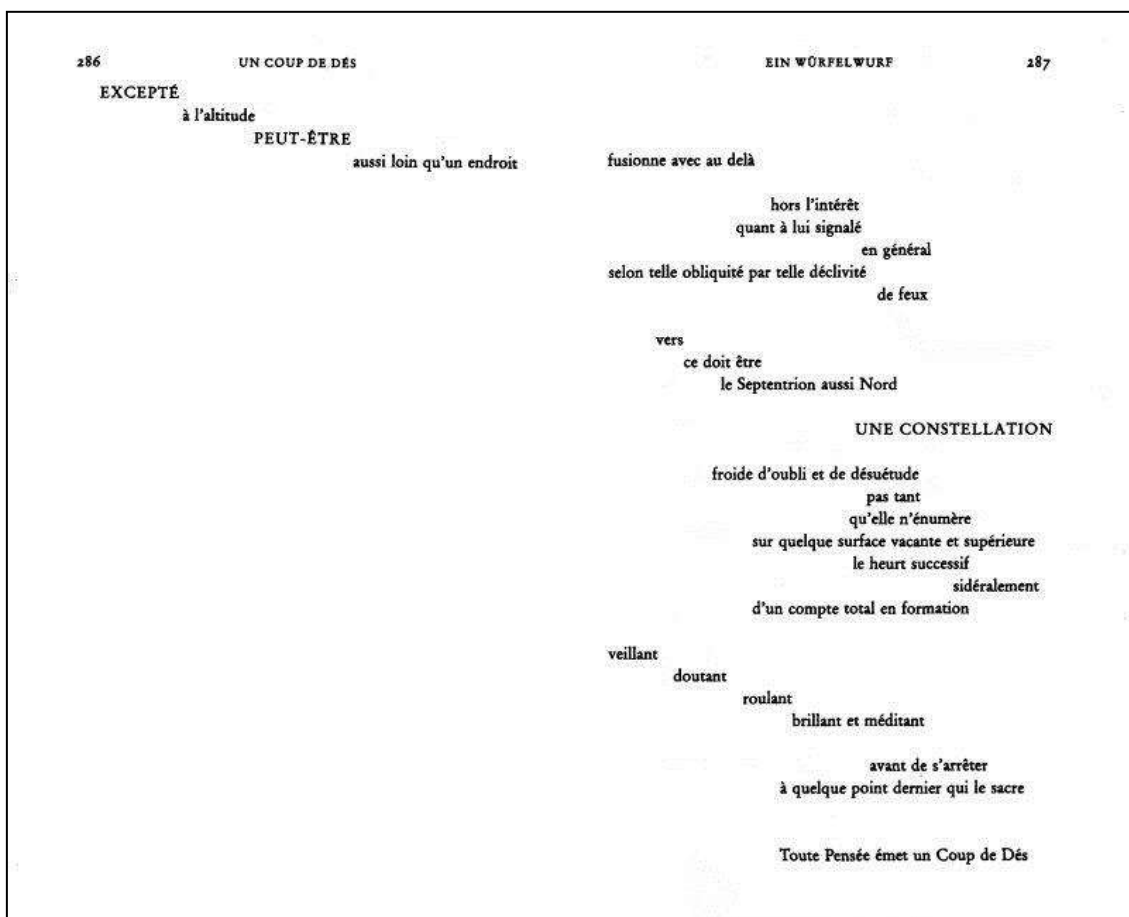 286 UN COUP DE DÉS
EXCEPTÉ
à l'altitude
PEUT-ÊTRE
aussi loin qu'un endroit
EIN WÜRFELWURF 287
fusionne avec au delà
hors l'intérêt
quant à lui signalé
en général
selon telle obliquité par telle déclivité
de feux
vers
ce doit être
le Septentrion aussi Nord
UNE CONSTELLATION
froide d'oubli et de désuétude
pas tant
qu'elle n'énumère
sur quelque surface vacante et supérieure
le heurt successif
sidéralement
d'un compte total en formation
veillant
doutant
roulant
brillant et méditant
avant de s'arrêter
à quelque point dernier qui le sacre
Toute Pensée émet un Coup de Dés